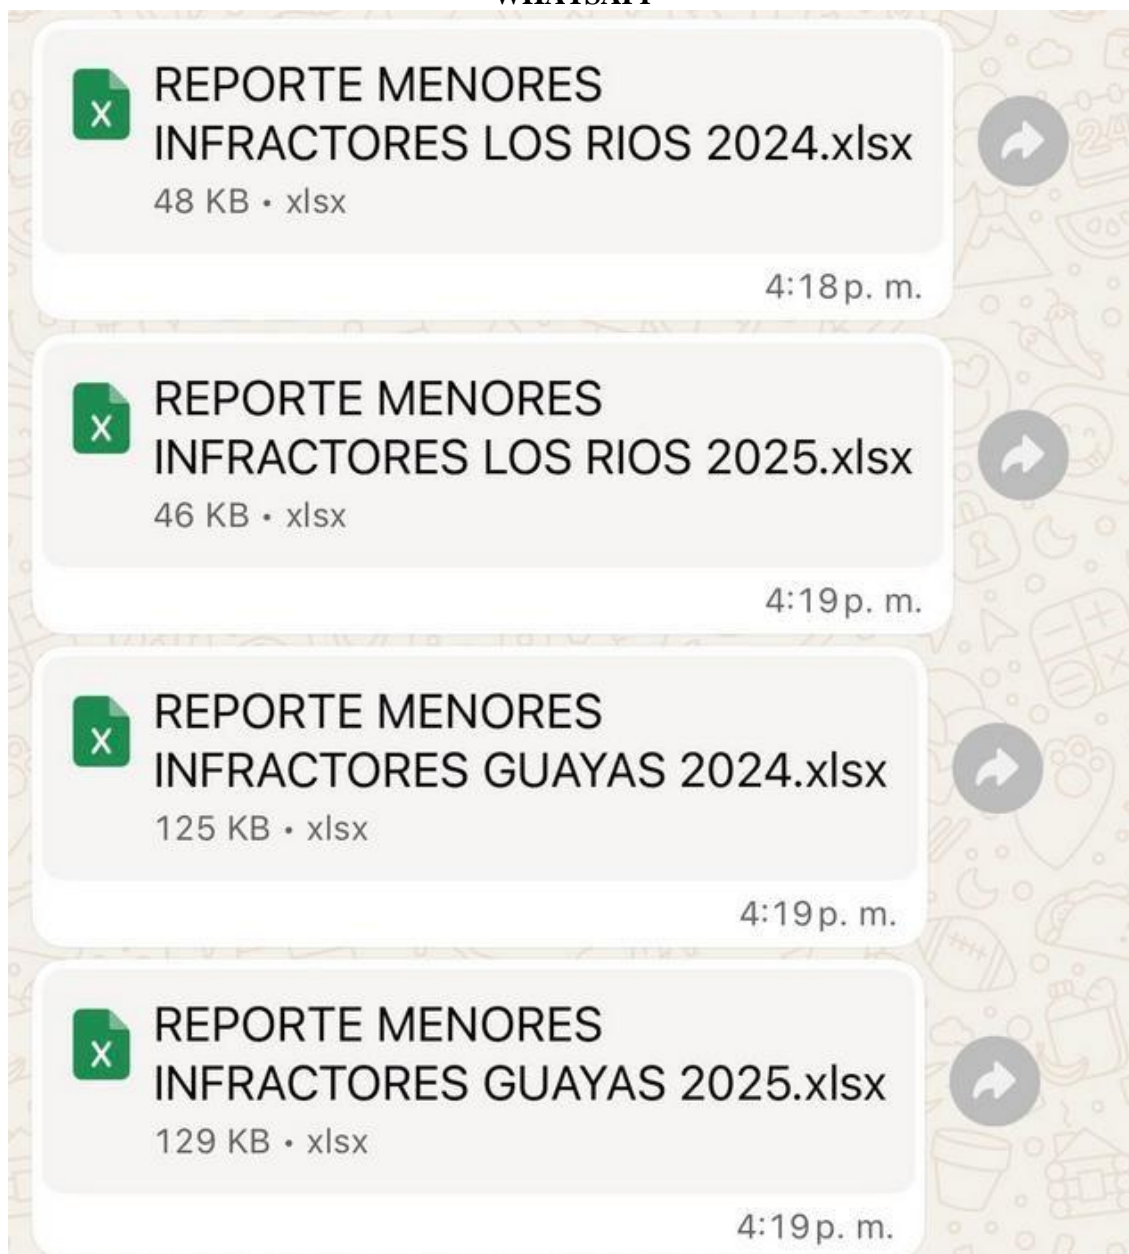 WHATSAPP
REPORTE MENORES
INFRACTORES LOS RIOS 2024.xlsx
48 KB • xlsx
4:18 p. m.
REPORTE MENORES
INFRACTORES LOS RIOS 2025.xlsx
46 KB • xlsx
4:19 p. m.
REPORTE MENORES
INFRACTORES GUAYAS 2024.xlsx
125 KB • xlsx
4:19 p. m.
REPORTE MENORES
INFRACTORES GUAYAS 2025.xlsx
129 KB • xlsx
4:19 p. m.